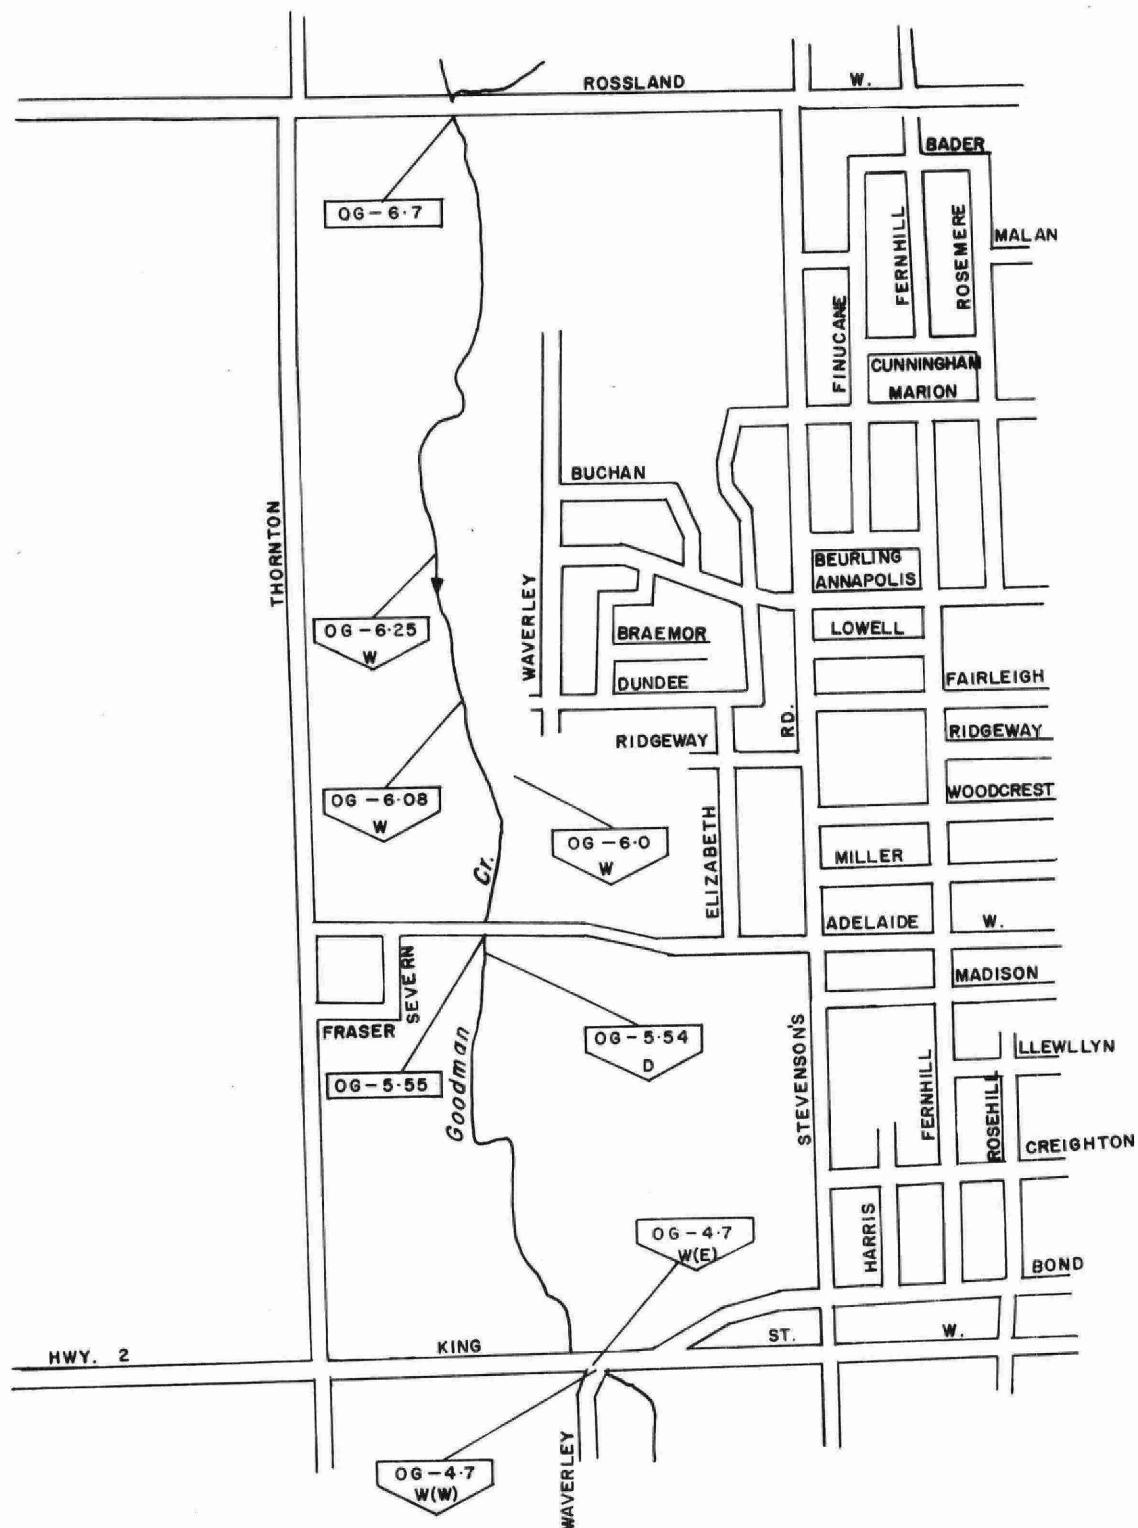 ROSSLAND
W.
BADER
OG-6·7
FERNHILL
ROSEMERE
MALAN
FINUCANE
CUNNINGHAM
MARION
BUCHAN
THORNTON
BEURLING
ANNAPOLIS
WAVERLEY
OG-6·25
W
BRAEMOR
LOWELL
DUNDEE
FAIRLEIGH
RD.
RIDGEWAY
RIDGEWAY
OG-6·08
W
WOODCREST
OG-6·0
W
ELIZABETH
MILLER
Cr.
ADELAIDE
W.
SEVERN
MADISON
FRASER
OG-5·54
D
STEVENSON'S
LLEWLLYN
OG-5·55
Goodman
FERNHILL
ROSEHILL
CREIGHTON
OG-4·7
W(E)
HARRIS
BOND
HWY. 2
KING
ST.
W.
OG-4·7
W(W)
WAVERLEY